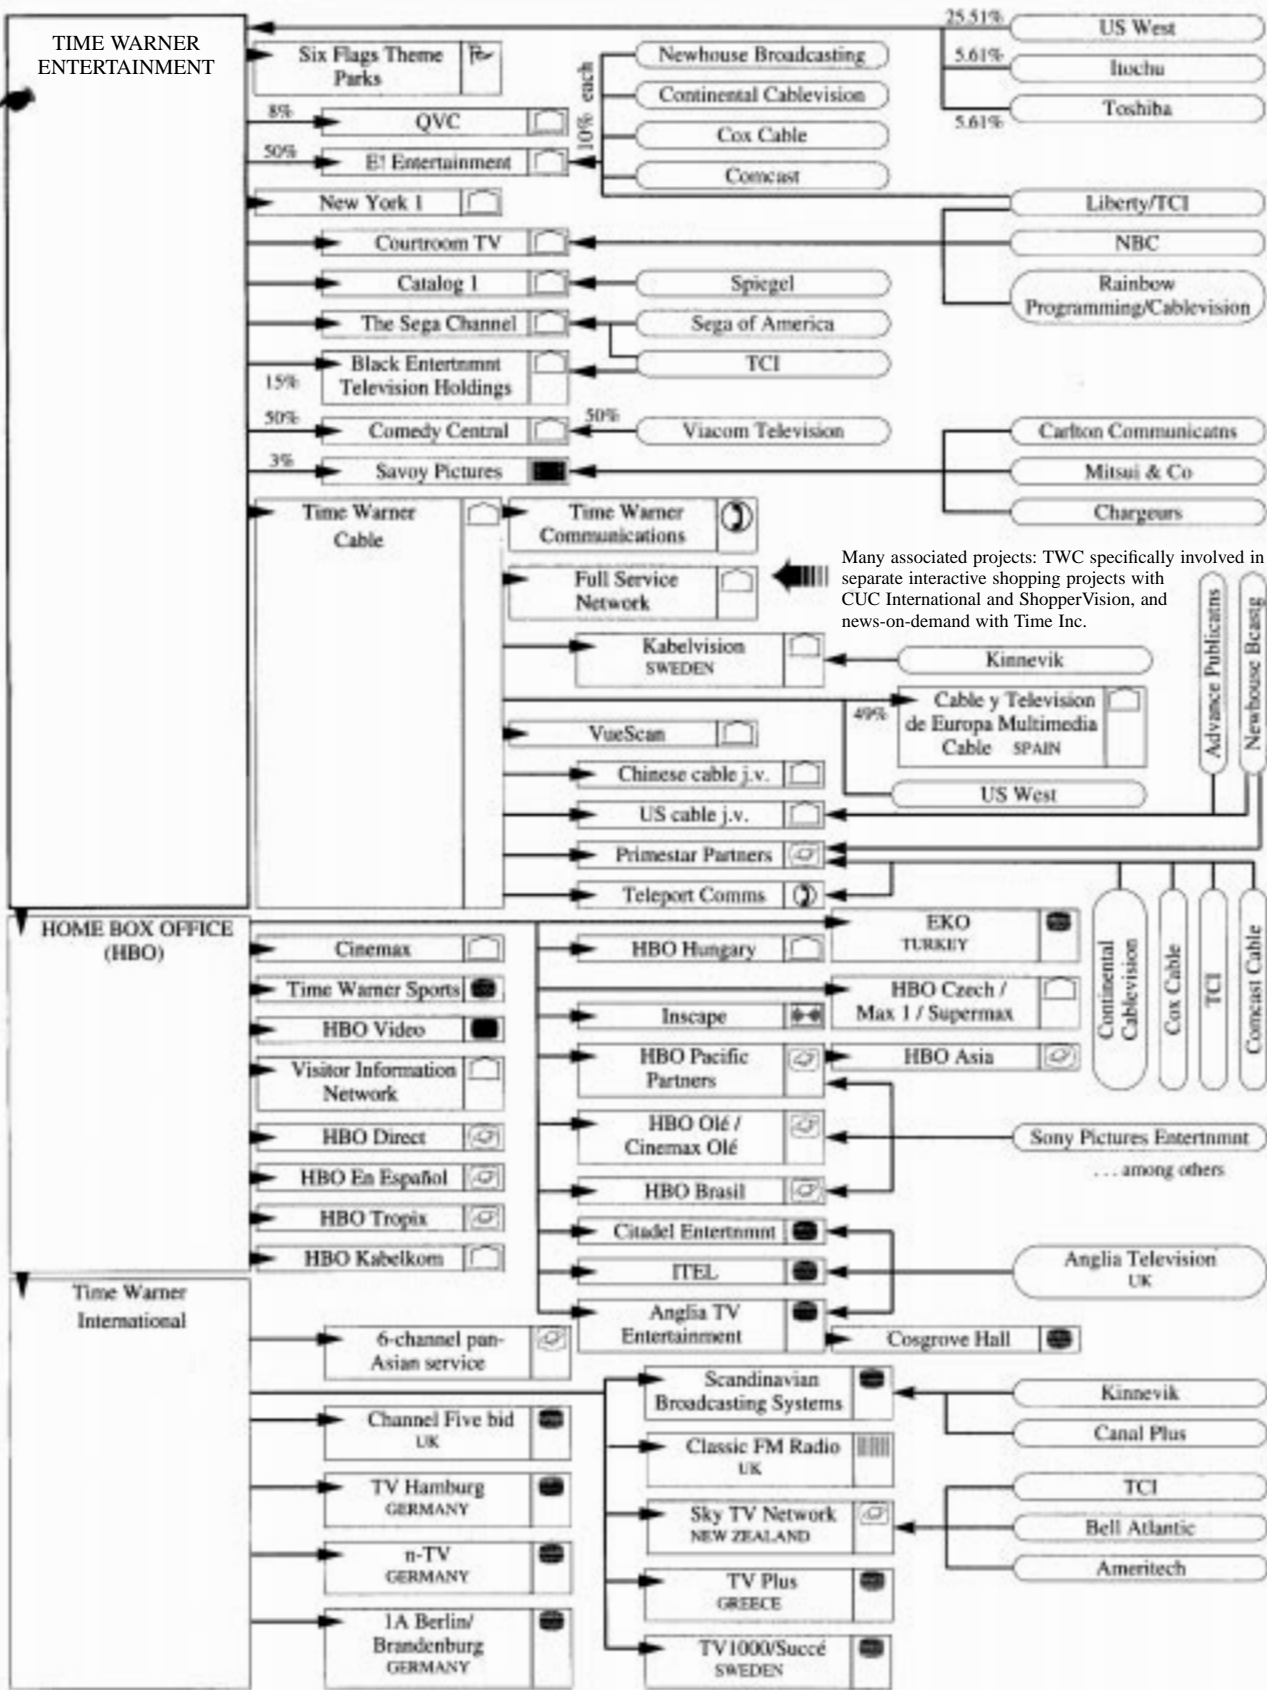 TIME WARNER
ENTERTAINMENT
25.51%
US West
5.61%
Itochu
5.61%
Toshiba
Six Flags Theme
Parks
10% each
Newhouse Broadcasting
Continental Cablevision
Cox Cable
Comcast
8%
QVC
50%
E! Entertainment
New York 1
Liberty/TCI
Courtroom TV
NBC
Catalog 1
Spiegel
Rainbow
Programming/Cablevision
The Sega Channel
Sega of America
TCI
15%
Black Entertnmnt
Television Holdings
50%
Comedy Central
50%
Viacom Television
Carlton Communicatns
3%
Savoy Pictures
Mitsui & Co
Chargeurs
Time Warner
Cable
Time Warner
Communications
Full Service
Network
Many associated projects: TWC specifically involved in
separate interactive shopping projects with
CUC International and ShopperVision, and
news-on-demand with Time Inc.
Advance Publicatns
Newhouse Bcastg
Kabelvision
SWEDEN
Kinnevik
49%
Cable y Television
de Europa Multimedia
Cable SPAIN
VueScan
Chinese cable j.v.
US West
US cable j.v.
Primestar Partners
Teleport Comms
Continental
Cablevision
Cox Cable
TCI
Comcast Cable
HOME BOX OFFICE
(HBO)
Cinemax
Time Warner Sports
HBO Video
Visitor Information
Network
HBO Direct
HBO En Español
HBO Tropix
HBO Kabelkom
EKO
TURKEY
HBO Hungary
HBO Czech /
Max 1 / Supermax
Inscape
HBO Pacific
Partners
HBO Asia
HBO Olé /
Cinemax Olé
Sony Pictures Entertnmnt
. . . among others
HBO Brasil
Citadel Entertnmnt
ITEL
Anglia Television
UK
Anglia TV
Entertainment
Cosgrove Hall
Time Warner
International
6-channel pan-
Asian service
Channel Five bid
UK
TV Hamburg
GERMANY
n-TV
GERMANY
1A Berlin/
Brandenburg
GERMANY
Scandinavian
Broadcasting Systems
Kinnevik
Canal Plus
Classic FM Radio
UK
Sky TV Network
NEW ZEALAND
TCI
Bell Atlantic
Ameritech
TV Plus
GREECE
TV1000/Succé
SWEDEN